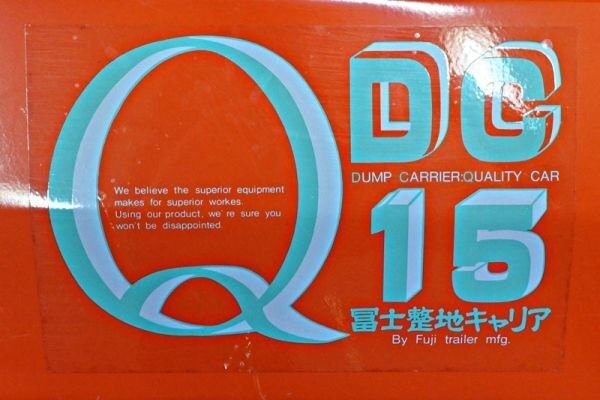 Q
We believe the superior equipment
makes for superior workes.
Using our product, we're sure you
won't be disappointed.
DC
DUMP CARRIER:QUALITY CAR
15
冨士整地キャリア
By Fuji trailer mfg.